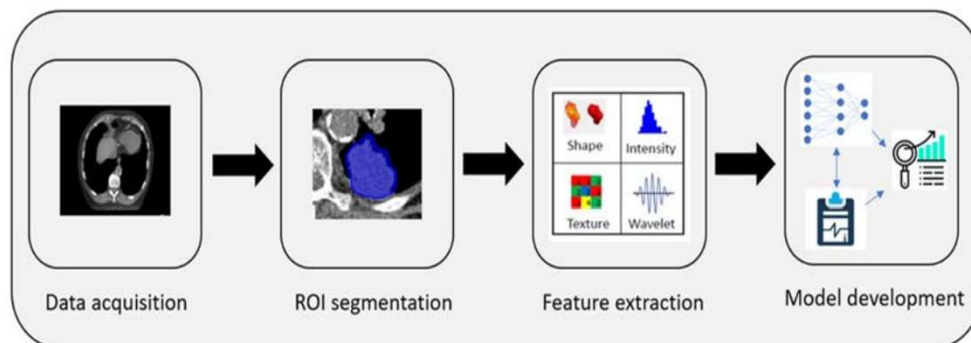 Shape
Intensity
Texture
Wavelet
Data acquisition
ROI segmentation
Feature extraction
Model development